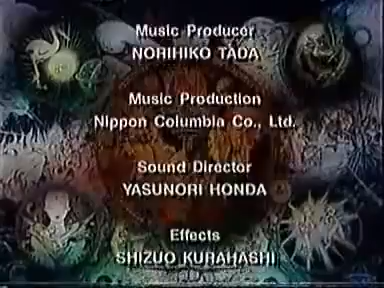 Music Producer
NORIHIKO TADA
Music Production
Nippon Columbia Co., Ltd.
Sound Director
YASUNORI HONDA
Effects
SHIZUO KURAHASHI